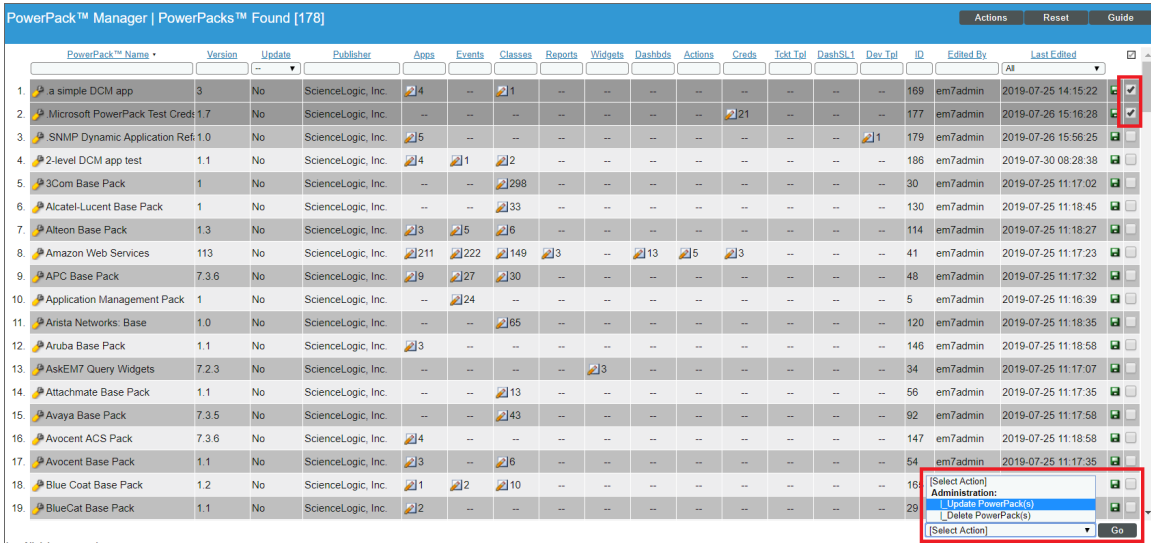 PowerPack™ Manager | PowerPacks™ Found [178] Actions Reset Guide
PowerPack™ Name • Version Update Publisher Apps Events Classes Reports Widgets Dashbds Actions Creds Tckt Tpl DashSL1 Dev Tpl ID Edited By Last Edited
-- All
1. .a simple DCM app 3 No ScienceLogic, Inc. 4 -- 1 -- -- -- -- -- -- -- -- 169 em7admin 2019-07-25 14:15:22
2. .Microsoft PowerPack Test Creds 1.7 No ScienceLogic, Inc. -- -- -- -- -- -- -- 21 -- -- -- 177 em7admin 2019-07-26 15:16:28
3. .SNMP Dynamic Application Refa 1.0 No ScienceLogic, Inc. 5 -- -- -- -- -- -- -- -- -- 1 179 em7admin 2019-07-26 15:56:25
4. 2-level DCM app test 1.1 No ScienceLogic, Inc. 4 1 2 -- -- -- -- -- -- -- -- 186 em7admin 2019-07-30 08:28:38
5. 3Com Base Pack 1 No ScienceLogic, Inc. -- -- 298 -- -- -- -- -- -- -- -- 30 em7admin 2019-07-25 11:17:02
6. Alcatel-Lucent Base Pack 1 No ScienceLogic, Inc. -- -- 33 -- -- -- -- -- -- -- -- 130 em7admin 2019-07-25 11:18:45
7. Alteon Base Pack 1.3 No ScienceLogic, Inc. 3 5 6 -- -- -- -- -- -- -- -- 114 em7admin 2019-07-25 11:18:27
8. Amazon Web Services 113 No ScienceLogic, Inc. 211 222 149 3 -- 13 5 3 -- -- -- 41 em7admin 2019-07-25 11:17:23
9. APC Base Pack 7.3.6 No ScienceLogic, Inc. 9 27 30 -- -- -- -- -- -- -- -- 48 em7admin 2019-07-25 11:17:32
10. Application Management Pack 1 No ScienceLogic, Inc. -- 24 -- -- -- -- -- -- -- -- -- 5 em7admin 2019-07-25 11:16:39
11. Arista Networks: Base 1.0 No ScienceLogic, Inc. -- -- 65 -- -- -- -- -- -- -- -- 120 em7admin 2019-07-25 11:18:35
12. Aruba Base Pack 1.1 No ScienceLogic, Inc. 3 -- -- -- -- -- -- -- -- -- -- 146 em7admin 2019-07-25 11:18:58
13. AskEM7 Query Widgets 7.2.3 No ScienceLogic, Inc. -- -- -- -- 3 -- -- -- -- -- -- 34 em7admin 2019-07-25 11:17:07
14. Attachmate Base Pack 1.1 No ScienceLogic, Inc. -- -- 13 -- -- -- -- -- -- -- -- 56 em7admin 2019-07-25 11:17:35
15. Avaya Base Pack 7.3.5 No ScienceLogic, Inc. -- -- 43 -- -- -- -- -- -- -- -- 92 em7admin 2019-07-25 11:17:58
16. Avocent ACS Pack 7.3.6 No ScienceLogic, Inc. 4 -- -- -- -- -- -- -- -- -- -- 147 em7admin 2019-07-25 11:18:58
17. Avocent Base Pack 1.1 No ScienceLogic, Inc. 3 -- 6 -- -- -- -- -- -- -- -- 54 em7admin 2019-07-25 11:17:35
18. Blue Coat Base Pack 1.2 No ScienceLogic, Inc. 1 2 10 -- -- -- -- -- -- -- --
19. BlueCat Base Pack 1.1 No ScienceLogic, Inc. 2 -- -- -- -- -- -- -- -- -- -- 29
[Select Action]
Administration:
|_Update PowerPack(s)
|_Delete PowerPack(s)
[Select Action] Go